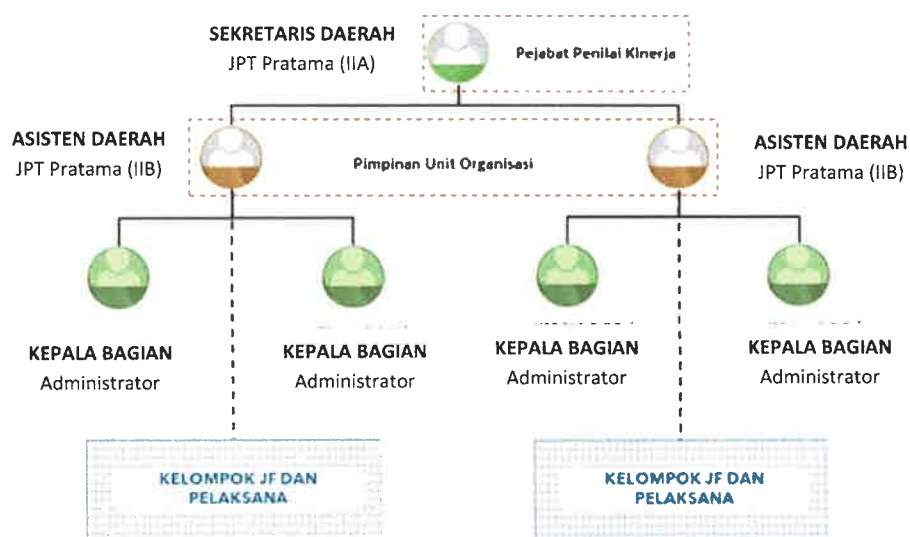 SEKRETARIS DAERAH
JPT Pratama (IIA)
Pejabat Penilai Kinerja
ASISTEN DAERAH
JPT Pratama (IIB)
Pimpinan Unit Organisasi
ASISTEN DAERAH
JPT Pratama (IIB)
KEPALA BAGIAN
Administrator
KEPALA BAGIAN
Administrator
KEPALA BAGIAN
Administrator
KEPALA BAGIAN
Administrator
KELOMPOK JF DAN
PELAKSANA
KELOMPOK JF DAN
PELAKSANA